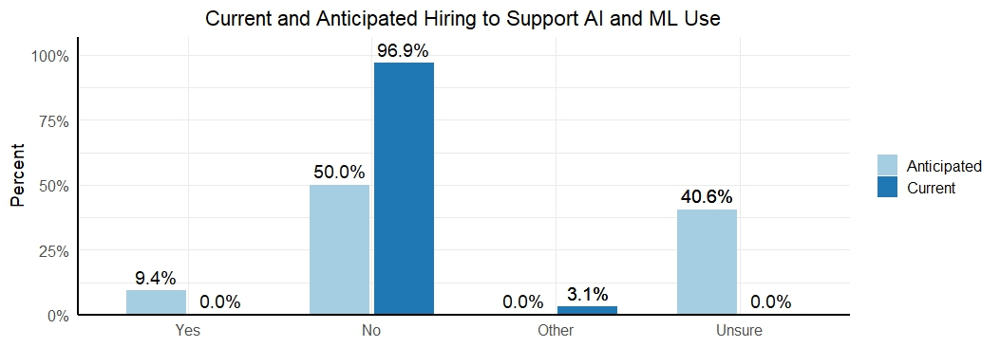 Current and Anticipated Hiring to Support AI and ML Use
Percent
100%
75%
50%
25%
0%
9.4%
0.0%
50.0%
96.9%
0.0%
3.1%
40.6%
0.0%
Yes
No
Other
Unsure
Anticipated
Current